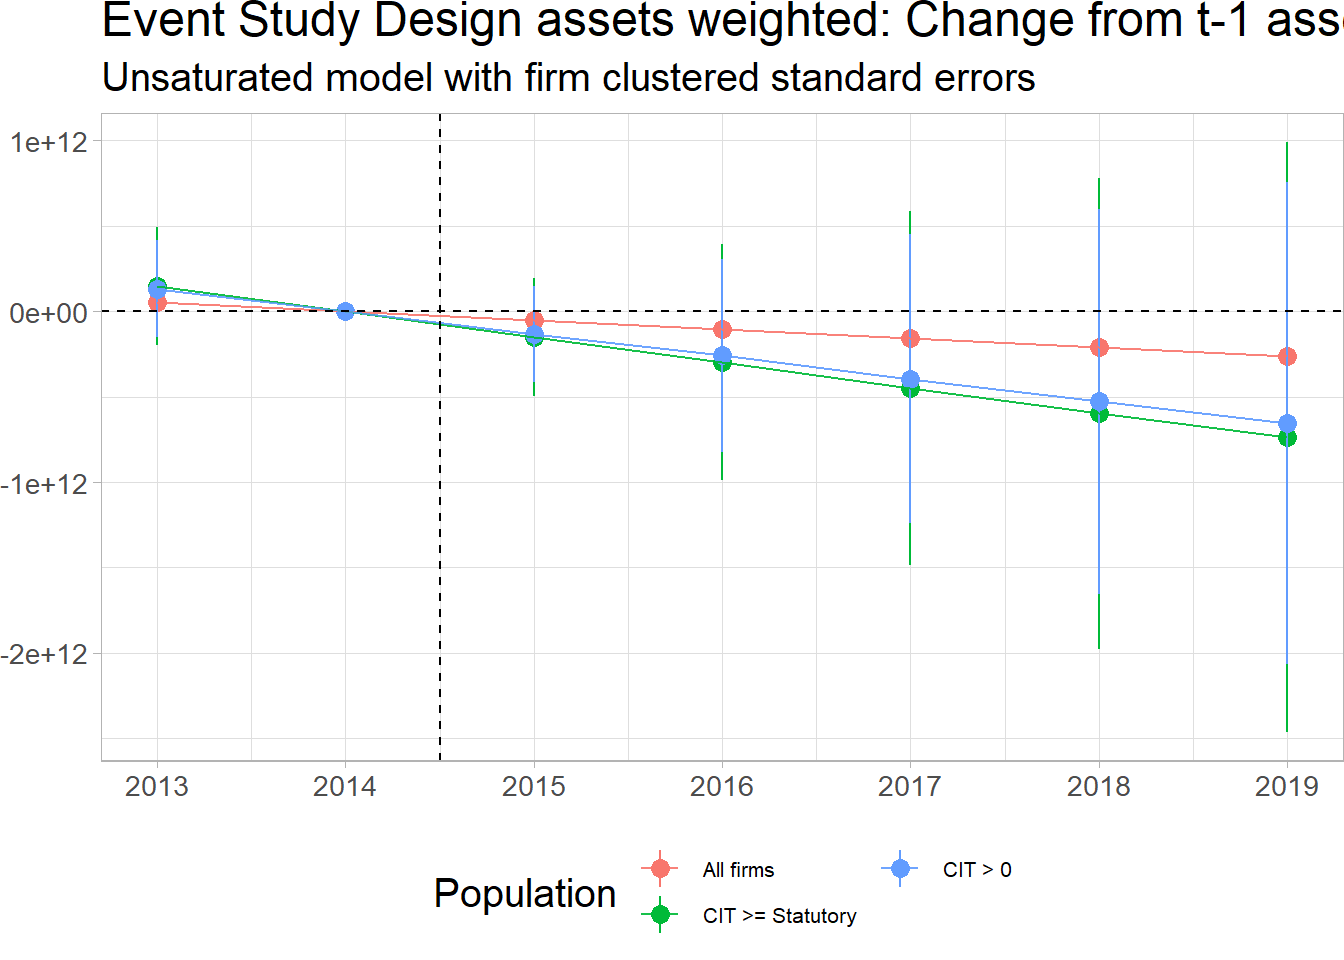 Event Study Design assets weighted: Change from t-1
Unsaturated model with firm clustered standard errors
1e+12
0e+00
-1e+12
-2e+12
2013 2014 2015 2016 2017 2018 2019
Population
All firms
CIT > 0
CIT >= Statutory